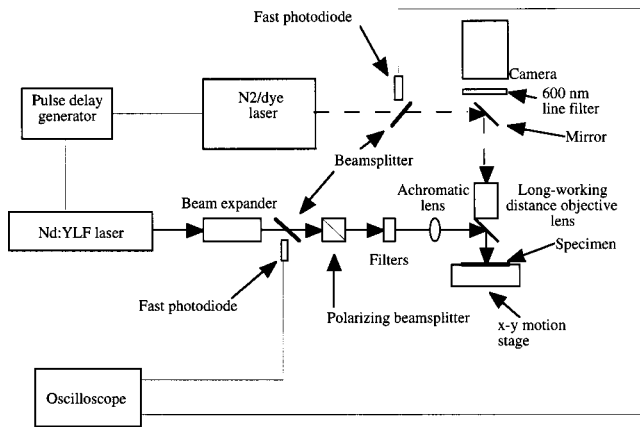 Fast photodiode
Camera
600 nm
line filter
Mirror
Pulse delay
generator
N2/dye
laser
Beamsplitter
Achromatic
lens
Long-working
distance objective
lens
Beam expander
Nd:YLF laser
Specimen
Filters
Fast photodiode
Polarizing beamsplitter
x-y motion
stage
Oscilloscope